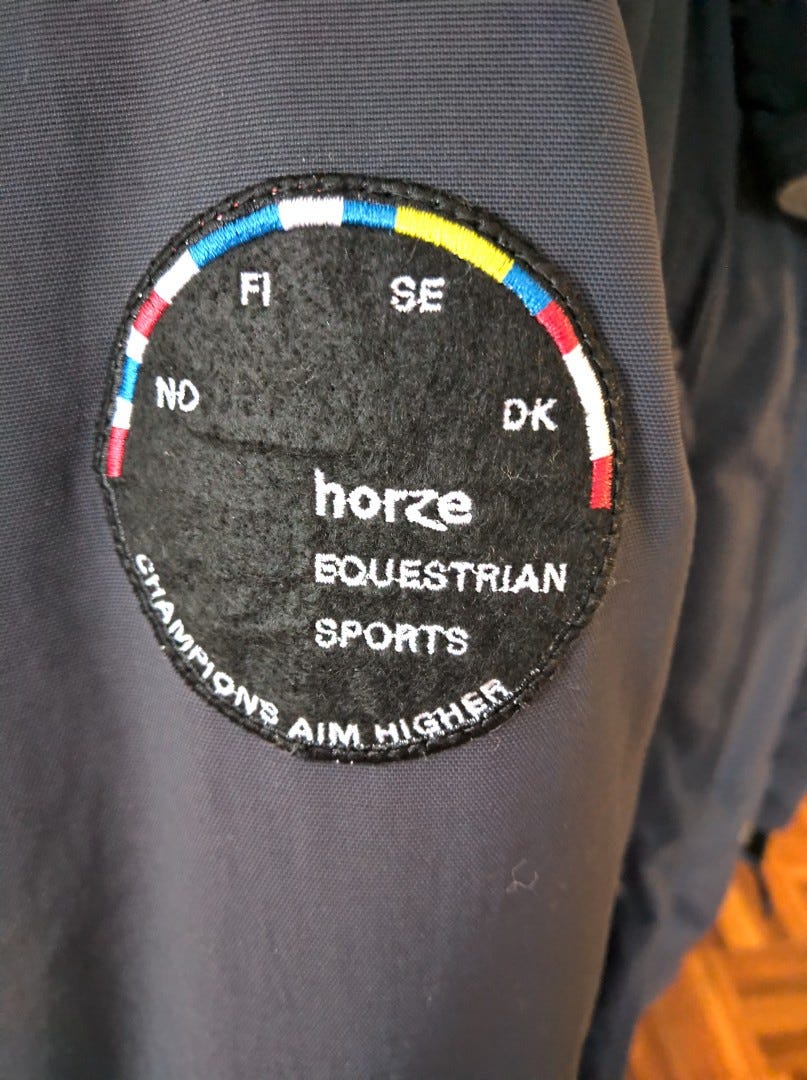 FI SE
NO DK
horze
EQUESTRIAN
SPORTS
CHAMPIONS AIM HIGHER